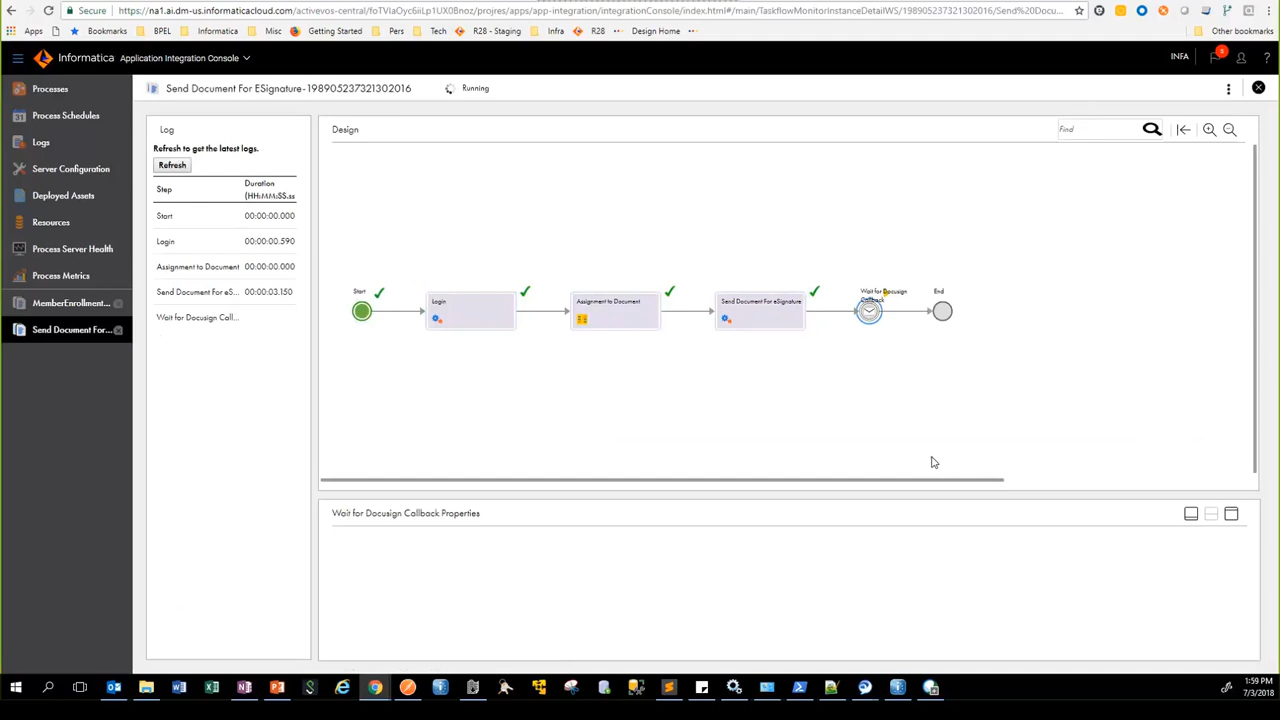 Secure https://na1.ai.dm-us.informaticacloud.com/activevos-central/foTVIaOyc6iiLp1UX0Bnoz/projres/apps/app-integration/integrationConsole/index.html#/main/TaskflowMonitorInstanceDetailWS/198905237321302016/Send%20Docu...
Apps Bookmarks BPEL Informatica Misc Getting Started Pers Tech R28 - Staging Infra R28 Design Home Other bookmarks
Informatica Application Integration Console INFA 3
Processes
Process Schedules
Logs
Server Configuration
Deployed Assets
Resources
Process Server Health
Process Metrics
MemberEnrollment...
Send Document For...
Send Document For ESignature-198905237321302016 Running
Log
Refresh to get the latest logs.
Refresh
Step Duration (HH:MM:SS.ss
Start 00:00:00.000
Login 00:00:00.590
Assignment to Document 00:00:00.000
Send Document For eS... 00:00:03.150
Wait for Docusign Call...
Design Find
Start
Login
Assignment to Document
Send Document For eSignature
Wait for Docusign
Callback
End
Wait for Docusign Callback Properties
1:59 PM
7/3/2018